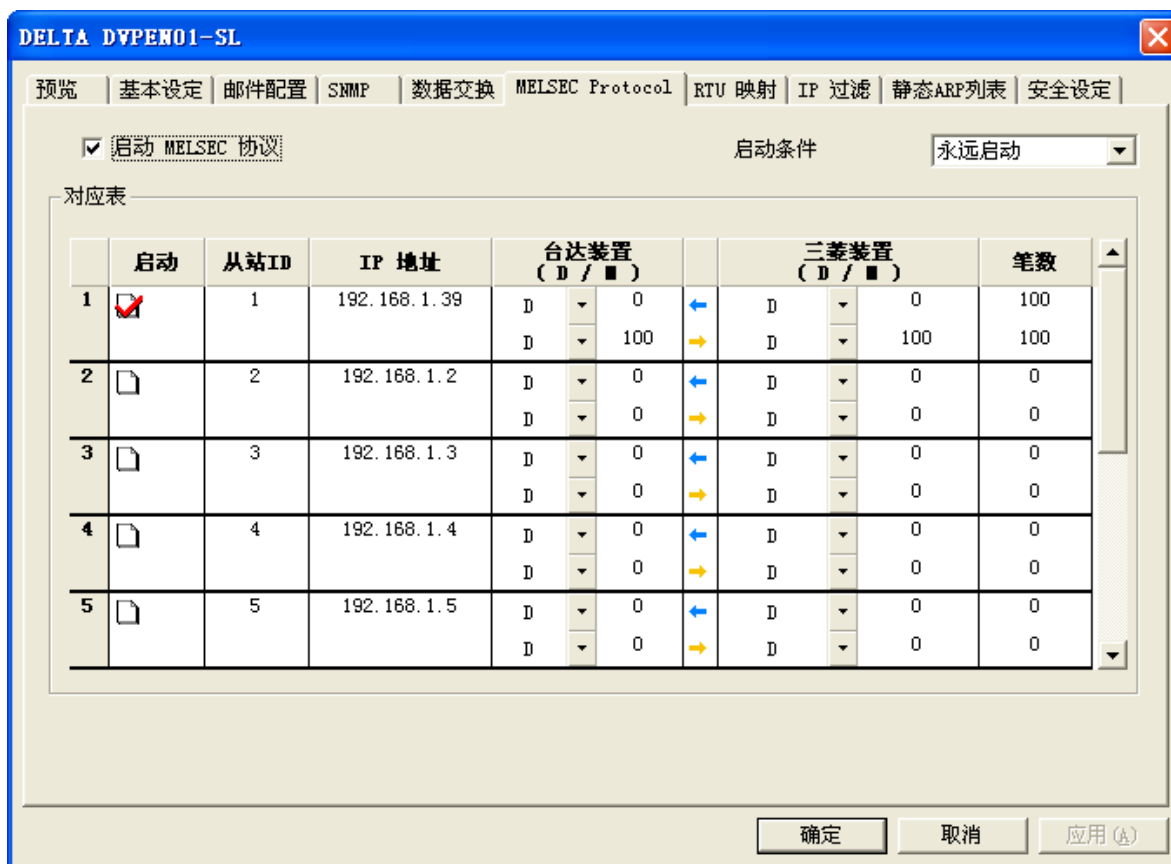 DELTA DVPEN01-SL
预览 基本设定 邮件配置 SNMP 数据交换 MELSEC Protocol RTU 映射 IP 过滤 静态ARP列表 安全设定
启动 MELSEC 协议 启动条件 永远启动
对应表
启动 从站ID IP 地址 台达装置 三菱装置 笔数
( D / ■ ) ( D / ■ )
1 1 192.168.1.39 D 0 ← D 0 100
D 100 → D 100 100
2 2 192.168.1.2 D 0 ← D 0 0
D 0 → D 0 0
3 3 192.168.1.3 D 0 ← D 0 0
D 0 → D 0 0
4 4 192.168.1.4 D 0 ← D 0 0
D 0 → D 0 0
5 5 192.168.1.5 D 0 ← D 0 0
D 0 → D 0 0
确定 取消 应用(A)